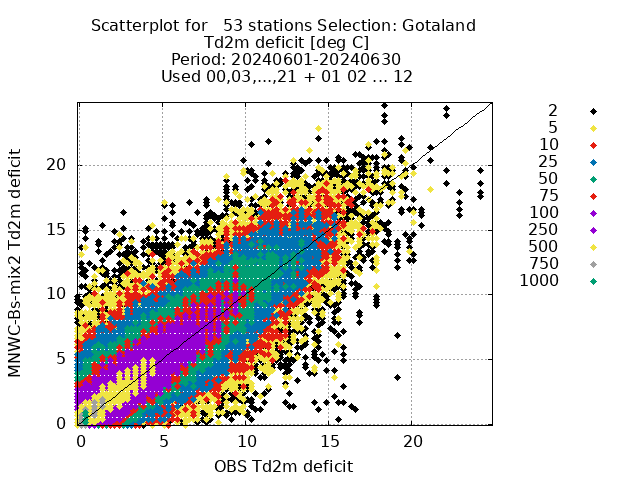 Scatterplot for   53 stations Selection: Gotaland
Td2m deficit [deg C]
Period: 20240601-20240630
Used 00,03,...,21 + 01 02 ... 12
MNWC-Bs-mix2 Td2m deficit
20
15
10
5
0
0 5 10 15 20
OBS Td2m deficit
2
5
10
25
50
75
100
250
500
750
1000